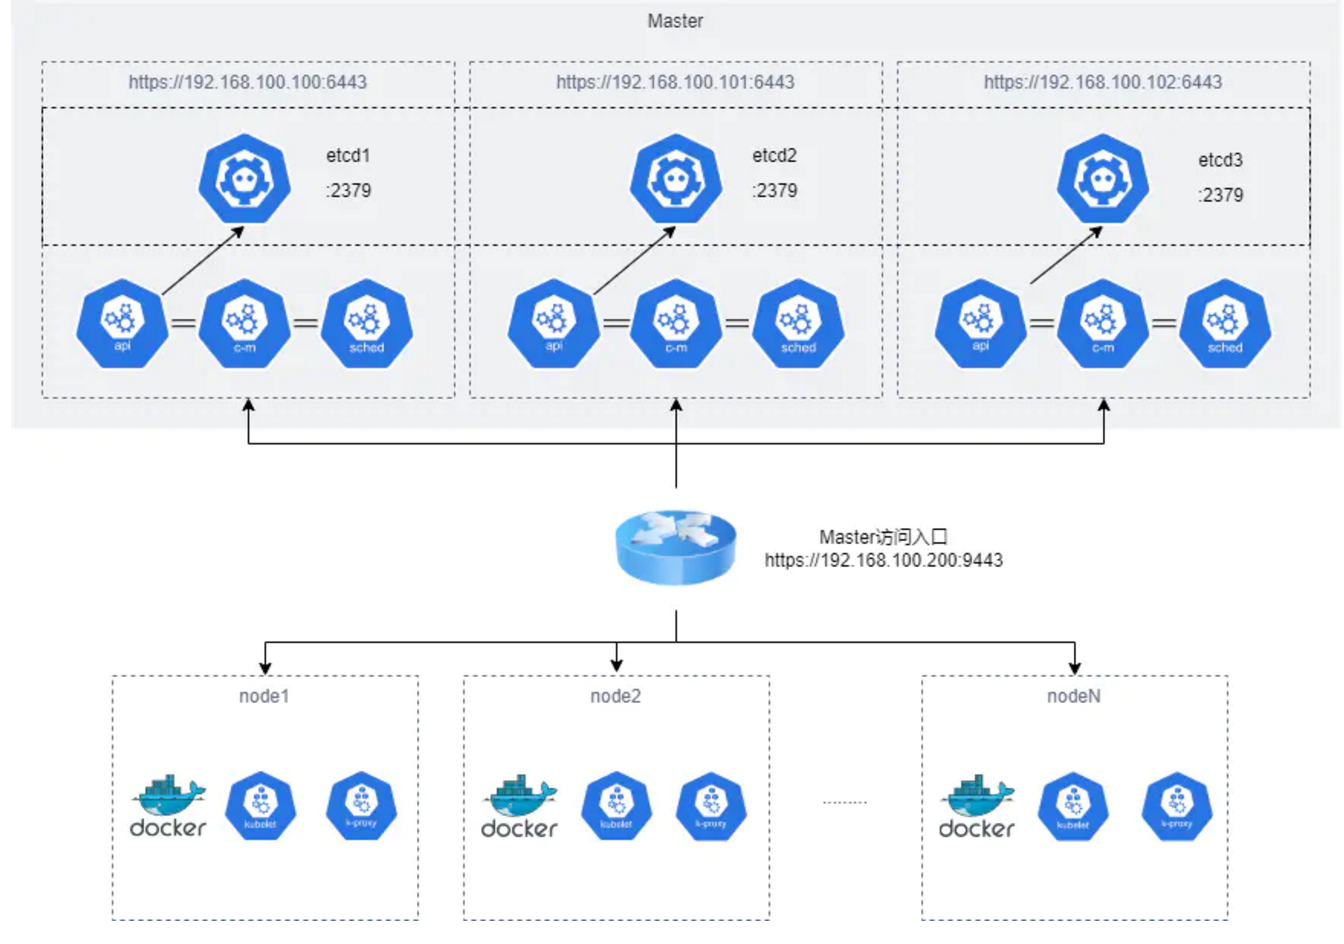 Master
https://192.168.100.100:6443
https://192.168.100.101:6443
https://192.168.100.102:6443
etcd1
:2379
etcd2
:2379
etcd3
:2379
api
c-m
sched
api
c-m
sched
api
c-m
sched
Master访问入口
https://192.168.100.200:9443
node1
node2
nodeN
docker
kubelet
k-proxy
docker
kubelet
k-proxy
..........
docker
kubelet
k-proxy